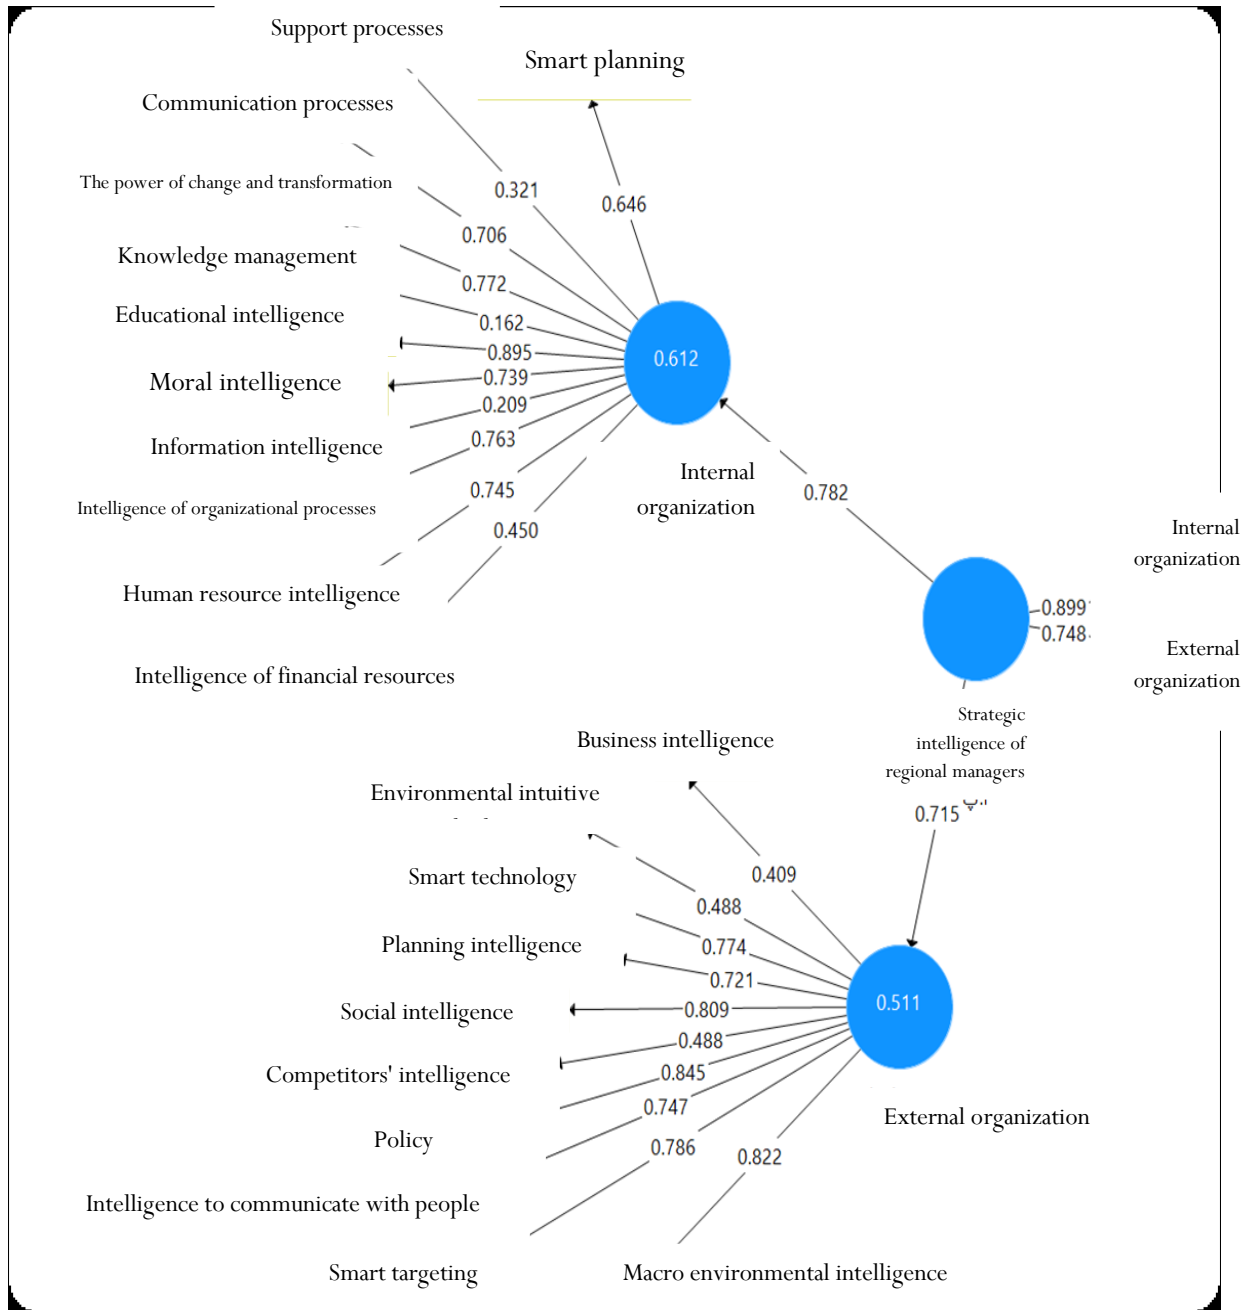 Support processes
Smart planning
Communication processes
The power of change and transformation
0.321
0.646
0.706
Knowledge management
0.772
Educational intelligence
0.162
0.895
0.612
Moral intelligence
0.739
0.209
Information intelligence
0.763
Internal
organization
0.745
0.782
Intelligence of organizational processes
0.450
Internal
organization
Human resource intelligence
0.899
0.748
External
organization
Intelligence of financial resources
Strategic
intelligence of
regional managers
Business intelligence
Environmental intuitive
0.715
Smart technology
0.409
0.488
Planning intelligence
0.774
0.721
Social intelligence
0.809
0.511
0.488
Competitors' intelligence
0.845
0.747
External organization
Policy
0.786
0.822
Intelligence to communicate with people
Smart targeting
Macro environmental intelligence